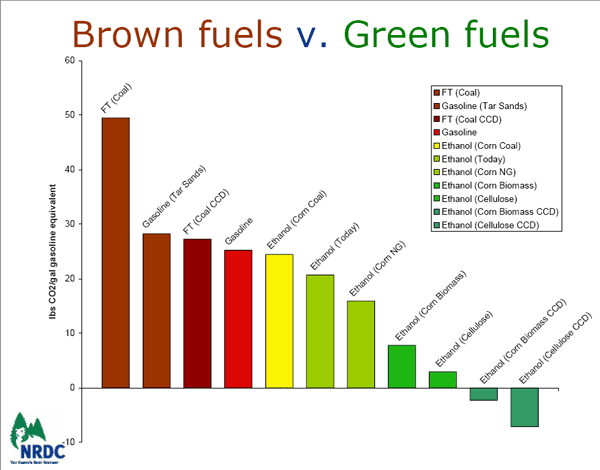 Brown fuels v. Green fuels
60
50
40
30
20
10
0
-10
lbs CO2/gal gasoline equivalent
FT (Coal)
Gasoline (Tar Sands)
FT (Coal CCD)
Gasoline
Ethanol (Corn Coal)
Ethanol (Today)
Ethanol (Corn NG)
Ethanol (Corn Biomass)
Ethanol (Cellulose)
Ethanol (Corn Biomass CCD)
Ethanol (Cellulose CCD)
FT (Coal)
Gasoline (Tar Sands)
FT (Coal CCD)
Gasoline
Ethanol (Corn Coal)
Ethanol (Today)
Ethanol (Corn NG)
Ethanol (Corn Biomass)
Ethanol (Cellulose)
Ethanol (Corn Biomass CCD)
Ethanol (Cellulose CCD)
NRDC
The Earth's Best Defense